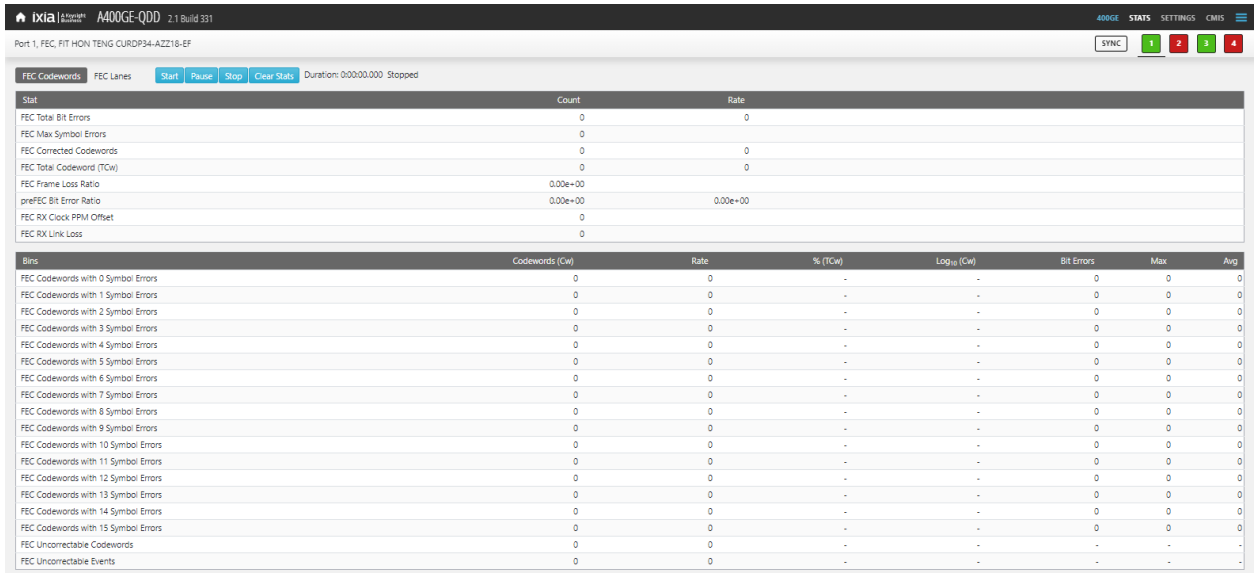 ixia A Keysight Business A400GE-QDD 2.1 Build 331 400GE STATS SETTINGS CMIS
Port 1, FEC, FIT HON TENG CURDP34-AZZ18-EF SYNC 1 2 3 4
FEC Codewords FEC Lanes Start Pause Stop Clear Stats Duration: 0:00:00.000 Stopped
Stat Count Rate
FEC Total Bit Errors 0 0
FEC Max Symbol Errors 0
FEC Corrected Codewords 0 0
FEC Total Codeword (TCw) 0 0
FEC Frame Loss Ratio 0.00e+00
preFEC Bit Error Ratio 0.00e+00 0.00e+00
FEC RX Clock PPM Offset 0
FEC RX Link Loss 0
Bins Codewords (Cw) Rate % (TCw) Log₁₀ (Cw) Bit Errors Max Avg
FEC Codewords with 0 Symbol Errors 0 0 - - 0 0 0
FEC Codewords with 1 Symbol Errors 0 0 - - 0 0 0
FEC Codewords with 2 Symbol Errors 0 0 - - 0 0 0
FEC Codewords with 3 Symbol Errors 0 0 - - 0 0 0
FEC Codewords with 4 Symbol Errors 0 0 - - 0 0 0
FEC Codewords with 5 Symbol Errors 0 0 - - 0 0 0
FEC Codewords with 6 Symbol Errors 0 0 - - 0 0 0
FEC Codewords with 7 Symbol Errors 0 0 - - 0 0 0
FEC Codewords with 8 Symbol Errors 0 0 - - 0 0 0
FEC Codewords with 9 Symbol Errors 0 0 - - 0 0 0
FEC Codewords with 10 Symbol Errors 0 0 - - 0 0 0
FEC Codewords with 11 Symbol Errors 0 0 - - 0 0 0
FEC Codewords with 12 Symbol Errors 0 0 - - 0 0 0
FEC Codewords with 13 Symbol Errors 0 0 - - 0 0 0
FEC Codewords with 14 Symbol Errors 0 0 - - 0 0 0
FEC Codewords with 15 Symbol Errors 0 0 - - 0 0 0
FEC Uncorrectable Codewords 0 0 - - - - -
FEC Uncorrectable Events 0 0 - - - - -